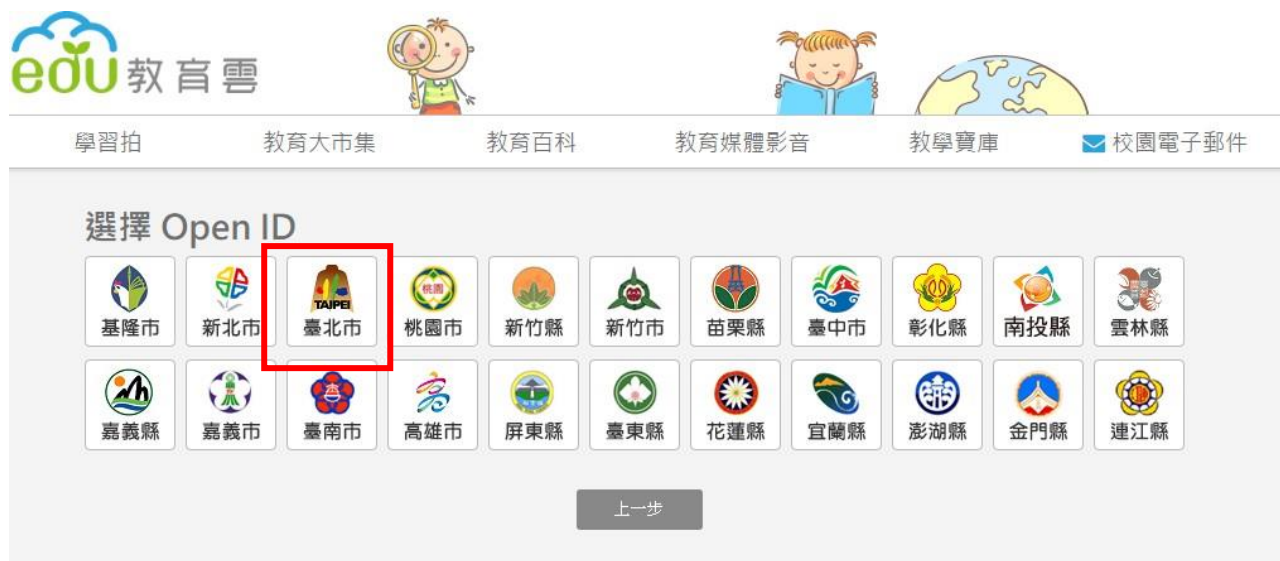 edu 教育雲
學習拍 教育大市集 教育百科 教育媒體影音 教學寶庫 校園電子郵件
選擇 Open ID
TAIPEI 桃園
基隆市 新北市 臺北市 桃園市 新竹縣 新竹市 苗栗縣 臺中市 彰化縣 南投縣 雲林縣
嘉義縣 嘉義市 臺南市 高雄市 屏東縣 臺東縣 花蓮縣 宜蘭縣 澎湖縣 金門縣 連江縣
上一步